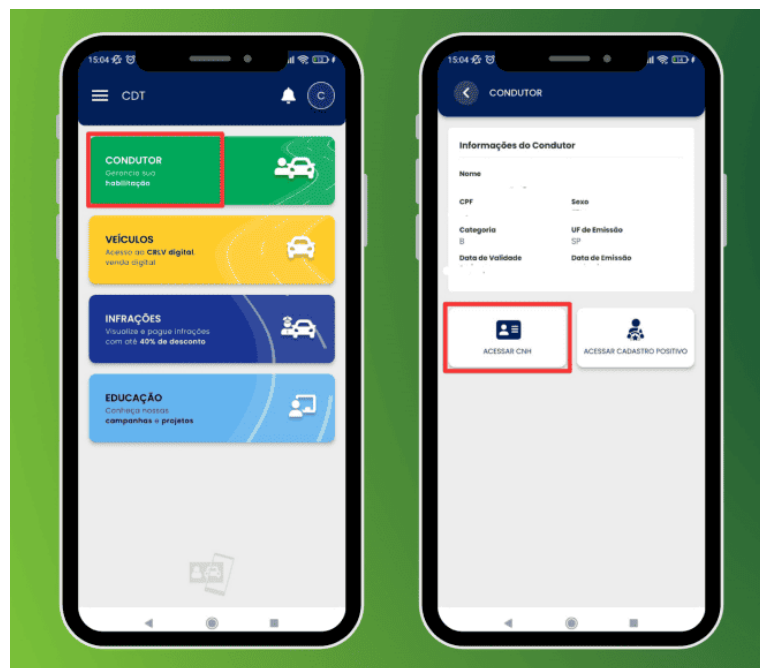 15:04
CDT
C
CONDUTOR
Gerencia sua
habilitação
VEÍCULOS
Acesso ao CRLV digital
venda digital
INFRAÇÕES
Visualize e pague infrações
com até 40% de desconto
EDUCAÇÃO
Conheça nossas
campanhas e projetos
15:04
CONDUTOR
Informações do Condutor
Nome
CPF Sexo
Categoria UF de Emissão
B SP
Data de Validade Data de Emissão
ACESSAR CNH ACESSAR CADASTRO POSITIVO